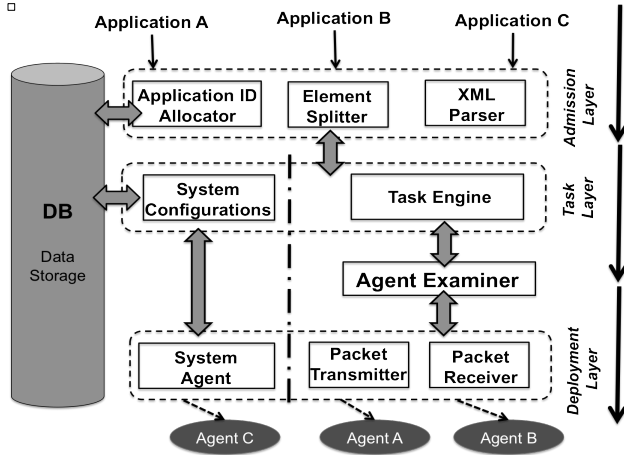 Application A
Application B
Application C
Application ID
Allocator
Element
Splitter
XML
Parser
Admission
Layer
DB
Data
Storage
System
Configurations
Task Engine
Task
Layer
Agent Examiner
System
Agent
Packet
Transmitter
Packet
Receiver
Deployment
Layer
Agent C
Agent A
Agent B